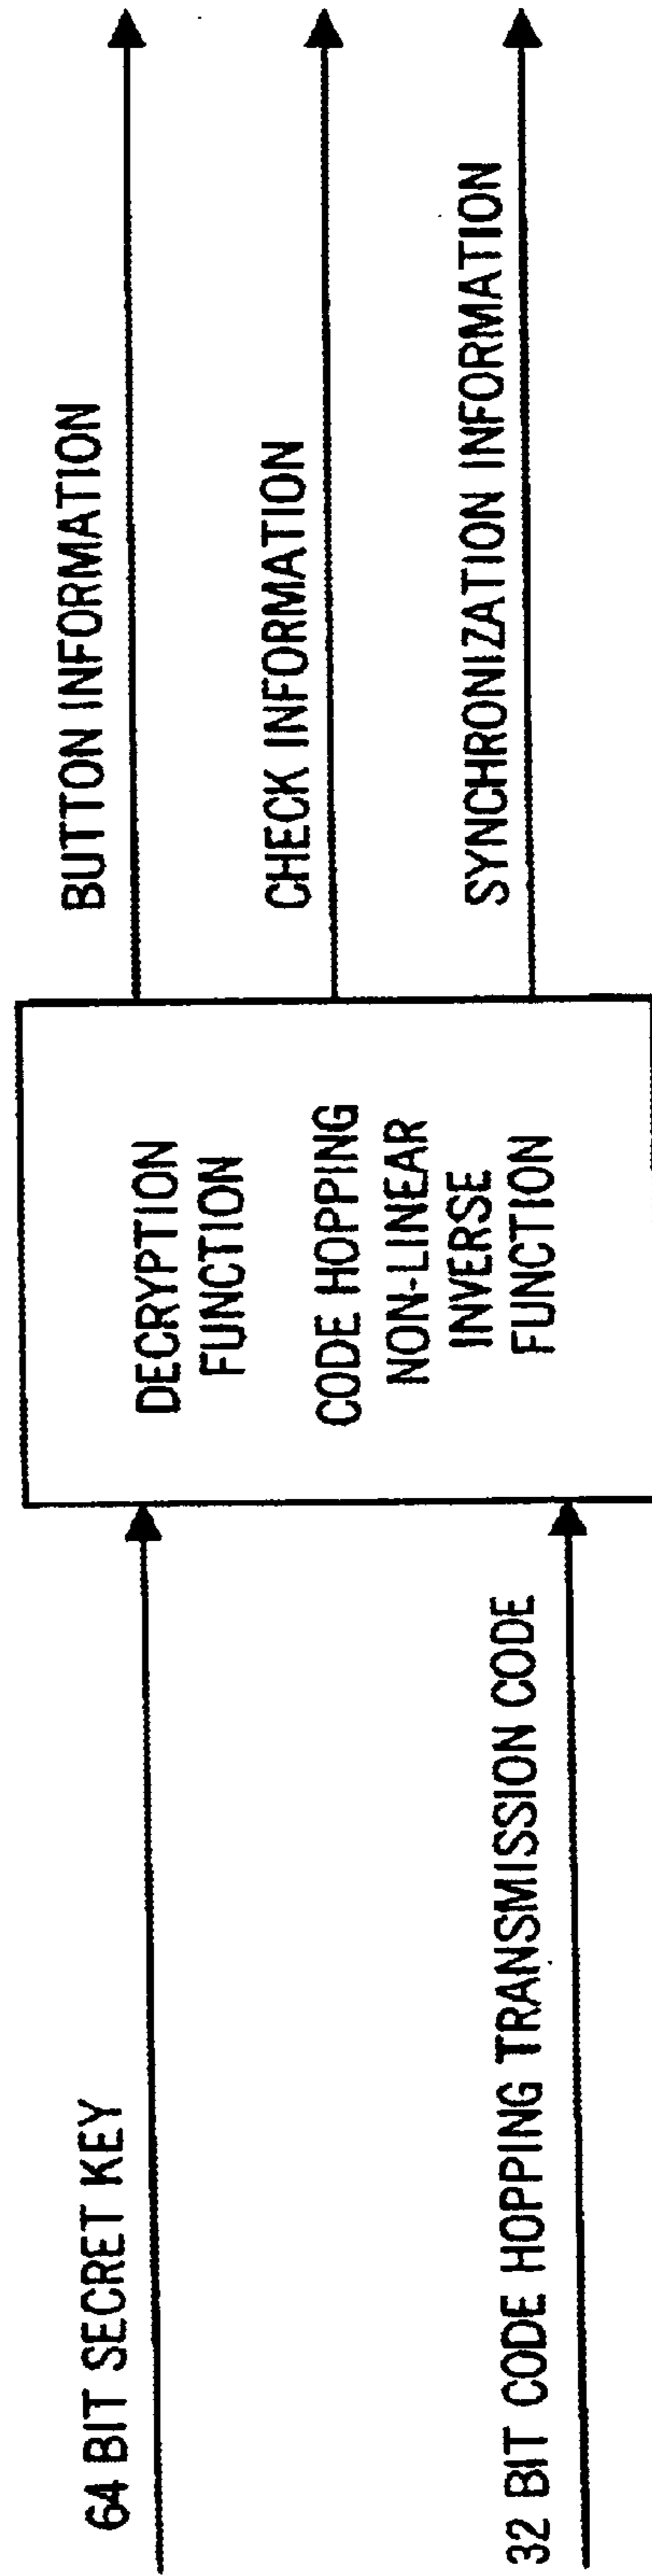 64 BIT SECRET KEY
32 BIT CODE HOPPING TRANSMISSION CODE
DECRYPTION
FUNCTION
CODE HOPPING
NON-LINEAR
INVERSE
FUNCTION
BUTTON INFORMATION
CHECK INFORMATION
SYNCHRONIZATION INFORMATION